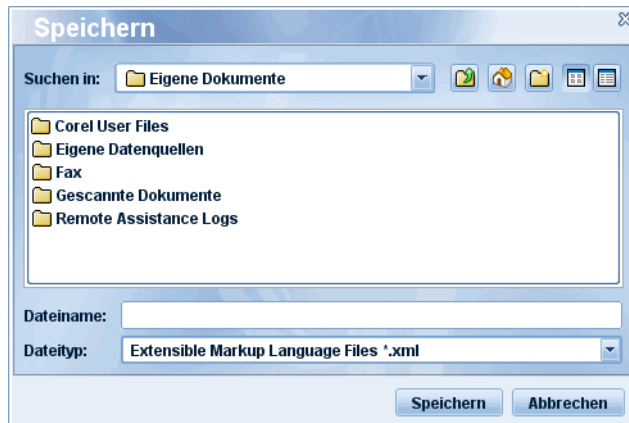 Speichern
Suchen in: Eigene Dokumente
Corel User Files
Eigene Datenquellen
Fax
Gescannte Dokumente
Remote Assistance Logs
Dateiname:
Dateityp: Extensible Markup Language Files *.xml
Speichern Abbrechen